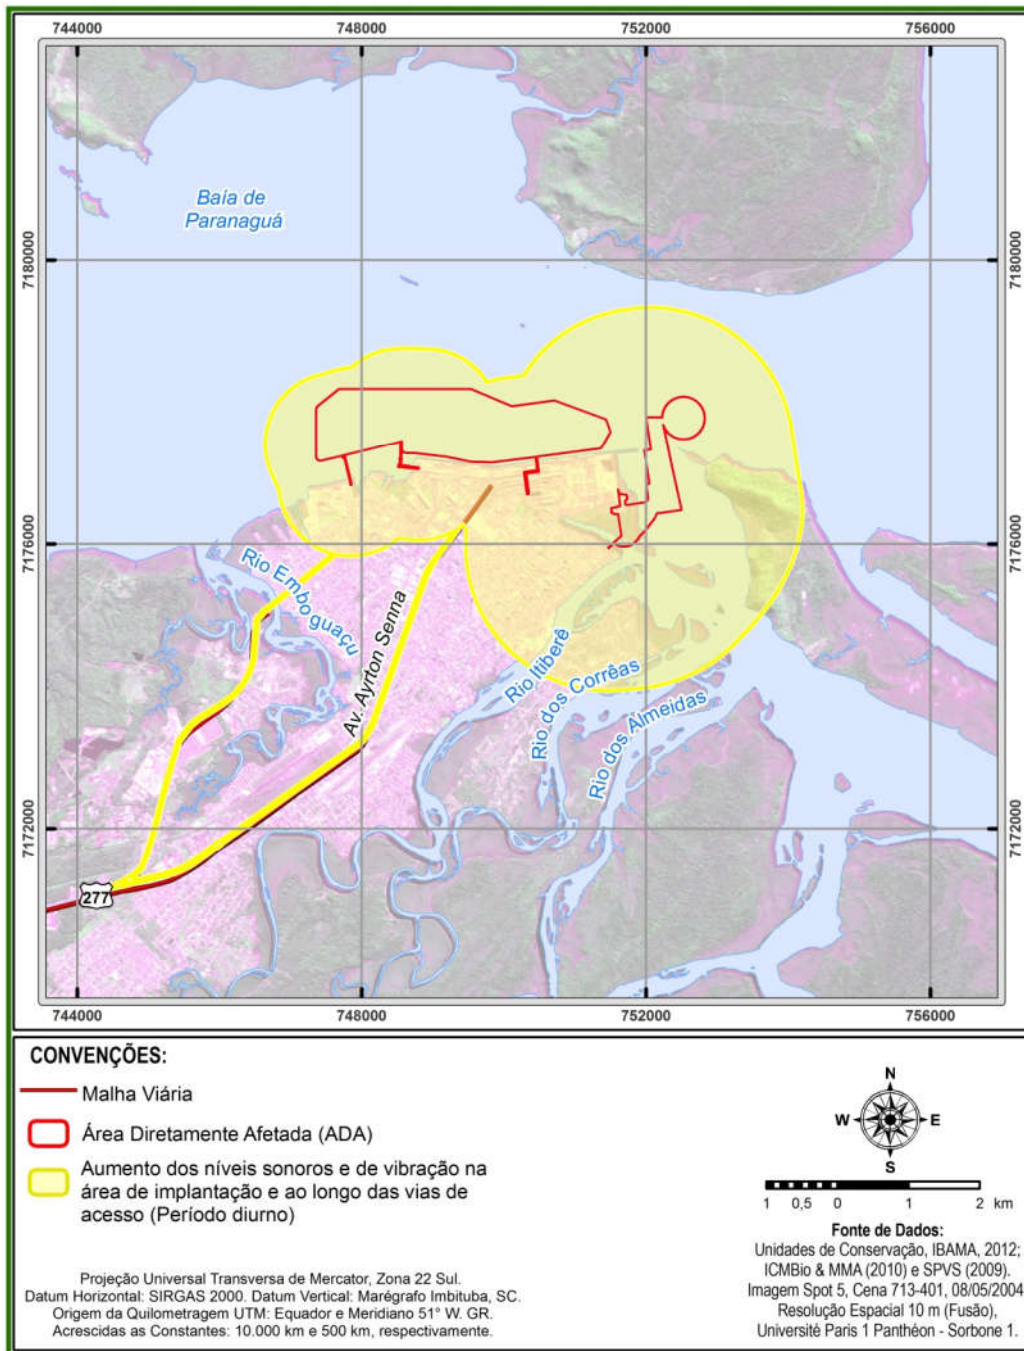 744000 748000 752000 756000
Baía de
Paranaguá
7180000 7180000
7176000 7176000
Rio Emboguaçu
Av. Ayrton Senna
Rio Itiberê
Rio dos Corrêas
Rio dos Almeidas
7172000 7172000
277
744000 748000 752000 756000
CONVENÇÕES:
Malha Viária
Área Diretamente Afetada (ADA)
Aumento dos níveis sonoros e de vibração na
área de implantação e ao longo das vias de
acesso (Período diurno)
Projeção Universal Transversa de Mercator, Zona 22 Sul.
Datum Horizontal: SIRGAS 2000. Datum Vertical: Marégrafo Imbituba, SC.
Origem da Quilometragem UTM: Equador e Meridiano 51° W. GR.
Acrescidas as Constantes: 10.000 km e 500 km, respectivamente.
N
W E
S
1 0,5 0 1 2 km
Fonte de Dados:
Unidades de Conservação, IBAMA, 2012;
ICMBio & MMA (2010) e SPVS (2009).
Imagem Spot 5, Cena 713-401, 08/05/2004
Resolução Espacial 10 m (Fusão),
Université Paris 1 Panthéon - Sorbone 1.